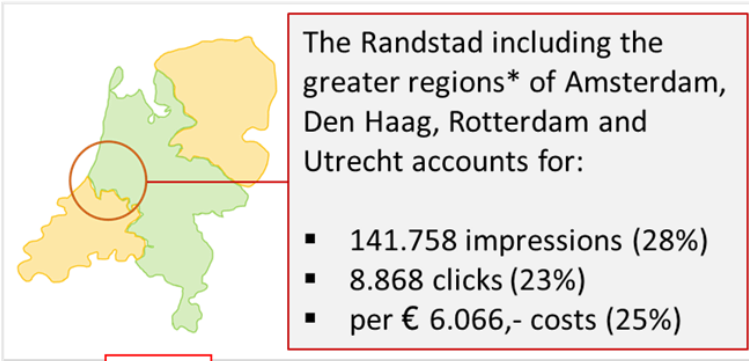 The Randstad including the
greater regions* of Amsterdam,
Den Haag, Rotterdam and
Utrecht accounts for:
▪ 141.758 impressions (28%)
▪ 8.868 clicks (23%)
▪ per € 6.066,- costs (25%)